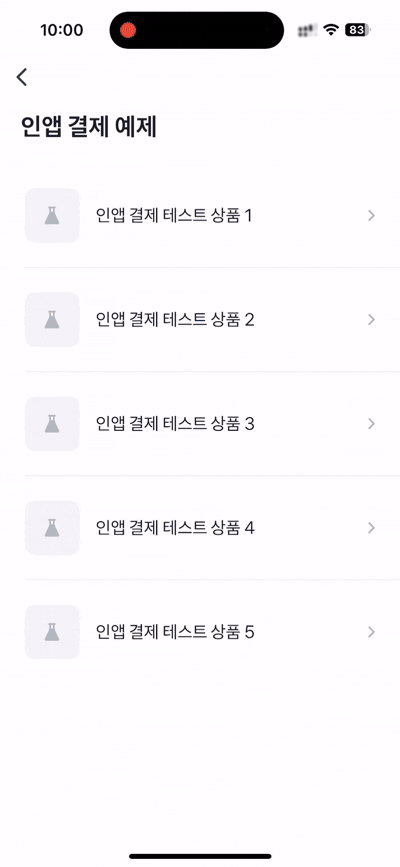 10:00
83
인앱 결제 예제
인앱 결제 테스트 상품 1
인앱 결제 테스트 상품 2
인앱 결제 테스트 상품 3
인앱 결제 테스트 상품 4
인앱 결제 테스트 상품 5